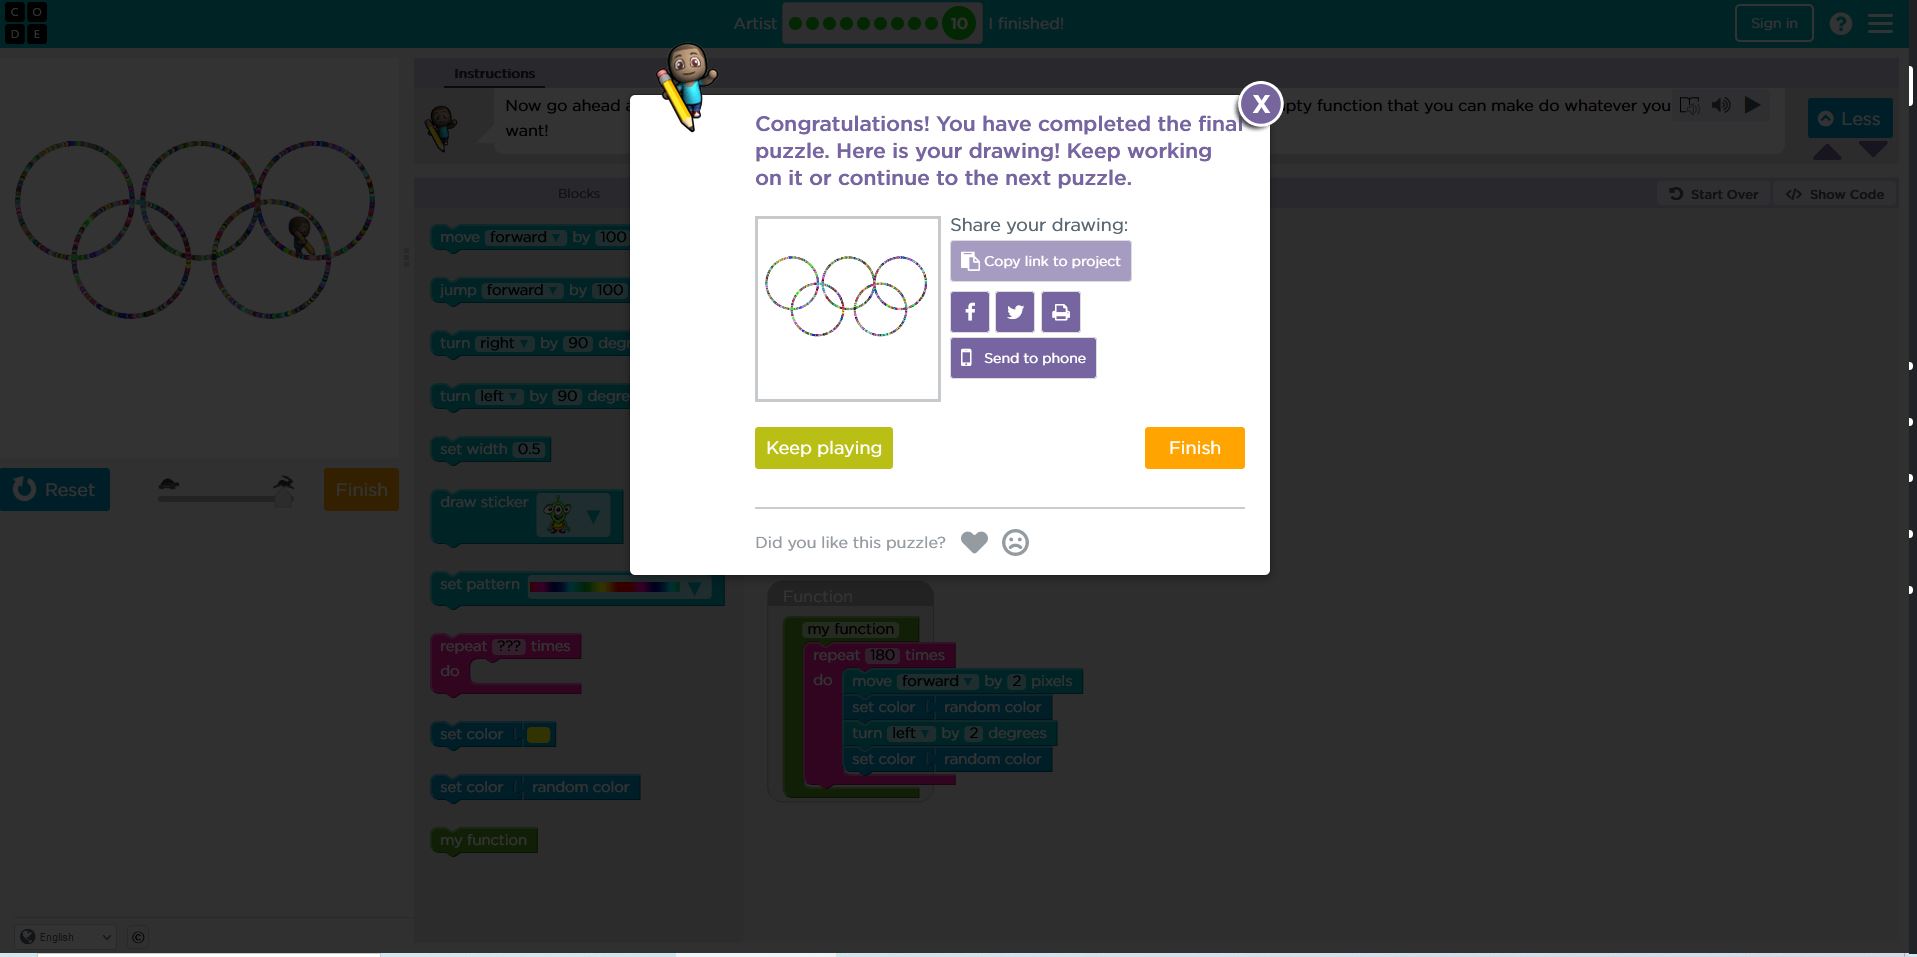 C O
D E
Artist 10 I finished!
Sign in
?
Instructions
Now go ahead
pty function that you can make do whatever you
want!
Less
Blocks
Start Over
</> Show Code
move forward by 100
jump forward by 100
turn right by 90
turn left by 90
set width 0.5
draw sticker
set pattern
repeat ??? times
do
set color
set color random color
my function
Reset
Finish
Congratulations! You have completed the final
puzzle. Here is your drawing! Keep working
on it or continue to the next puzzle.
X
Share your drawing:
Copy link to project
f
Send to phone
Keep playing
Finish
Did you like this puzzle?
Function
my function
repeat 180 times
do
move forward by 2 pixels
set color random color
turn left by 2 degrees
set color random color
English
©